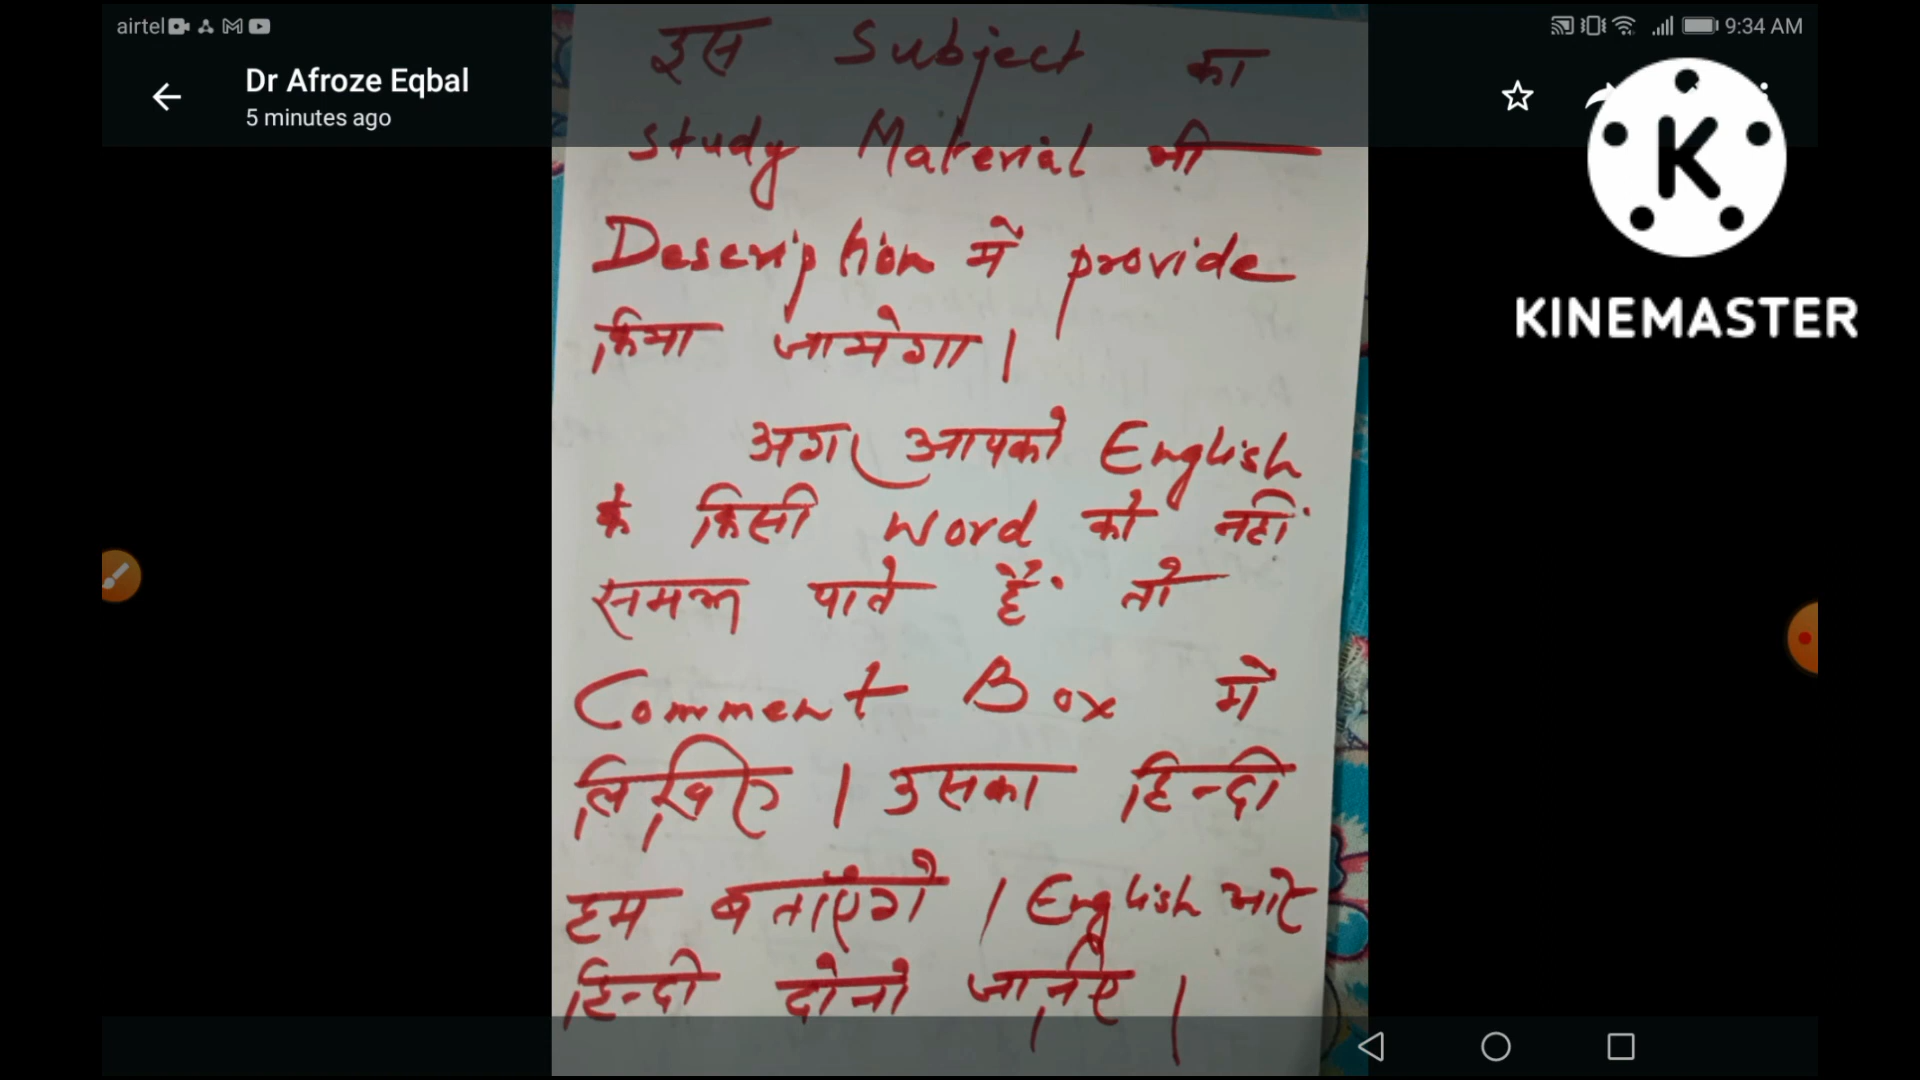 airtel
9:34 AM
Dr Afroze Eqbal
5 minutes ago
K
KINEMASTER
इस Subject का
study Material भी
Description में provide
किया जायेगा।
अगर आपको English
के किसी word को नहीं
समझ पाते हैं तो
Comment Box में
लिखिए। उसका हिन्दी
हम बताएंगे। English और
हिन्दी दोनो जानिए।